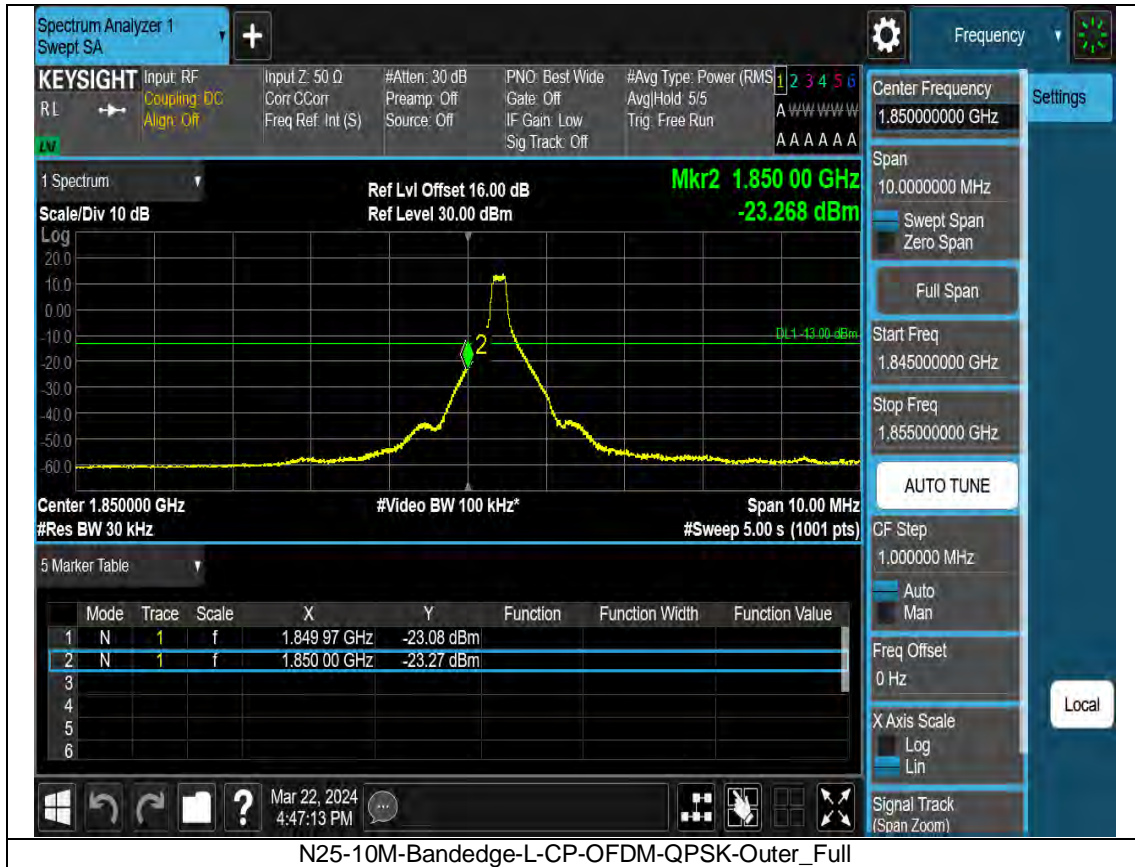 Spectrum Analyzer 1
Swept SA
+
Frequency
KEYSIGHT
RL
Input: RF
Coupling: DC
Align: Off
Input Z: 50 Ω
Corr CCorr
Freq Ref: Int (S)
#Atten: 30 dB
Preamp: Off
Source: Off
PNO: Best Wide
Gate: Off
IF Gain: Low
Sig Track: Off
#Avg Type: Power (RMS
Avg|Hold: 5/5
Trig: Free Run
1 2 3 4 5 6
A W W W W W
A A A A A A
1 Spectrum
Scale/Div 10 dB
Ref Lvl Offset 16.00 dB
Ref Level 30.00 dBm
Mkr2 1.850 00 GHz
-23.268 dBm
Log
20.0
10.0
0.00
-10.0
-20.0
-30.0
-40.0
-50.0
-60.0
2
DL1 -13.00 dBm
Center 1.850000 GHz
#Res BW 30 kHz
#Video BW 100 kHz*
Span 10.00 MHz
#Sweep 5.00 s (1001 pts)
5 Marker Table
Mode Trace Scale X Y Function Function Width Function Value
1 N 1 f 1.849 97 GHz -23.08 dBm
2 N 1 f 1.850 00 GHz -23.27 dBm
3
4
5
6
Mar 22, 2024
4:47:13 PM
Center Frequency
1.850000000 GHz
Settings
Span
10.0000000 MHz
Swept Span
Zero Span
Full Span
Start Freq
1.845000000 GHz
Stop Freq
1.855000000 GHz
AUTO TUNE
CF Step
1.000000 MHz
Auto
Man
Freq Offset
0 Hz
X Axis Scale
Log
Lin
Local
Signal Track
(Span Zoom)
N25-10M-Bandedge-L-CP-OFDM-QPSK-Outer_Full